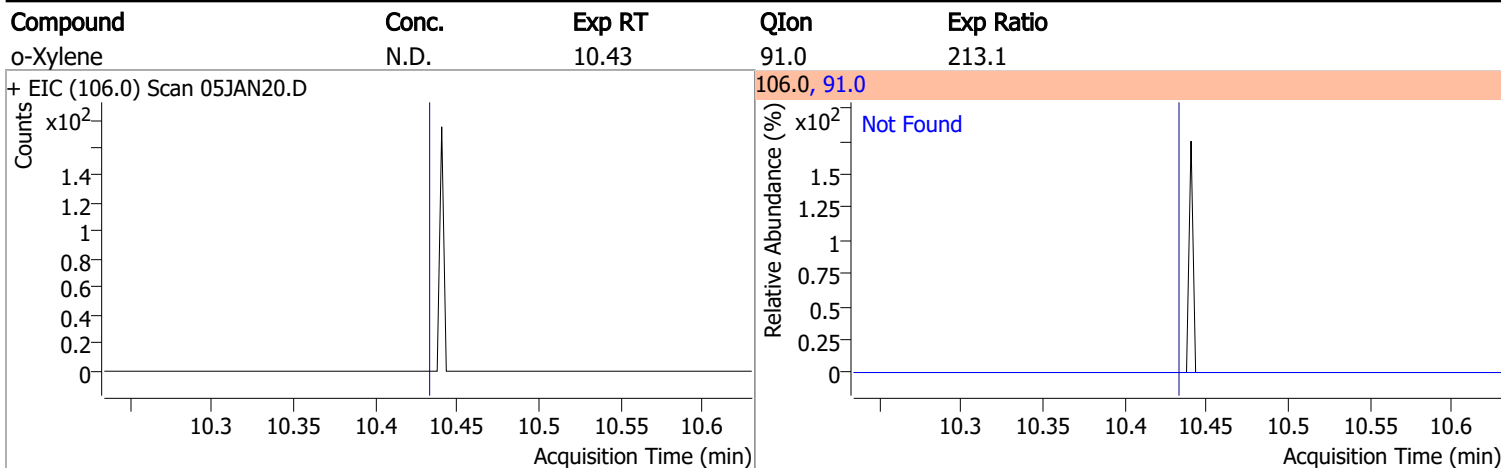 Compound Conc. Exp RT QIon Exp Ratio
o-Xylene N.D. 10.43 91.0 213.1
+ EIC (106.0) Scan 05JAN20.D
Counts
x10²
1.4
1.2
1
0.8
0.6
0.4
0.2
0
10.3 10.35 10.4 10.45 10.5 10.55 10.6
Acquisition Time (min)
106.0, 91.0
Relative Abundance (%)
x10²
Not Found
1.5
1.25
1
0.75
0.5
0.25
0
10.3 10.35 10.4 10.45 10.5 10.55 10.6
Acquisition Time (min)